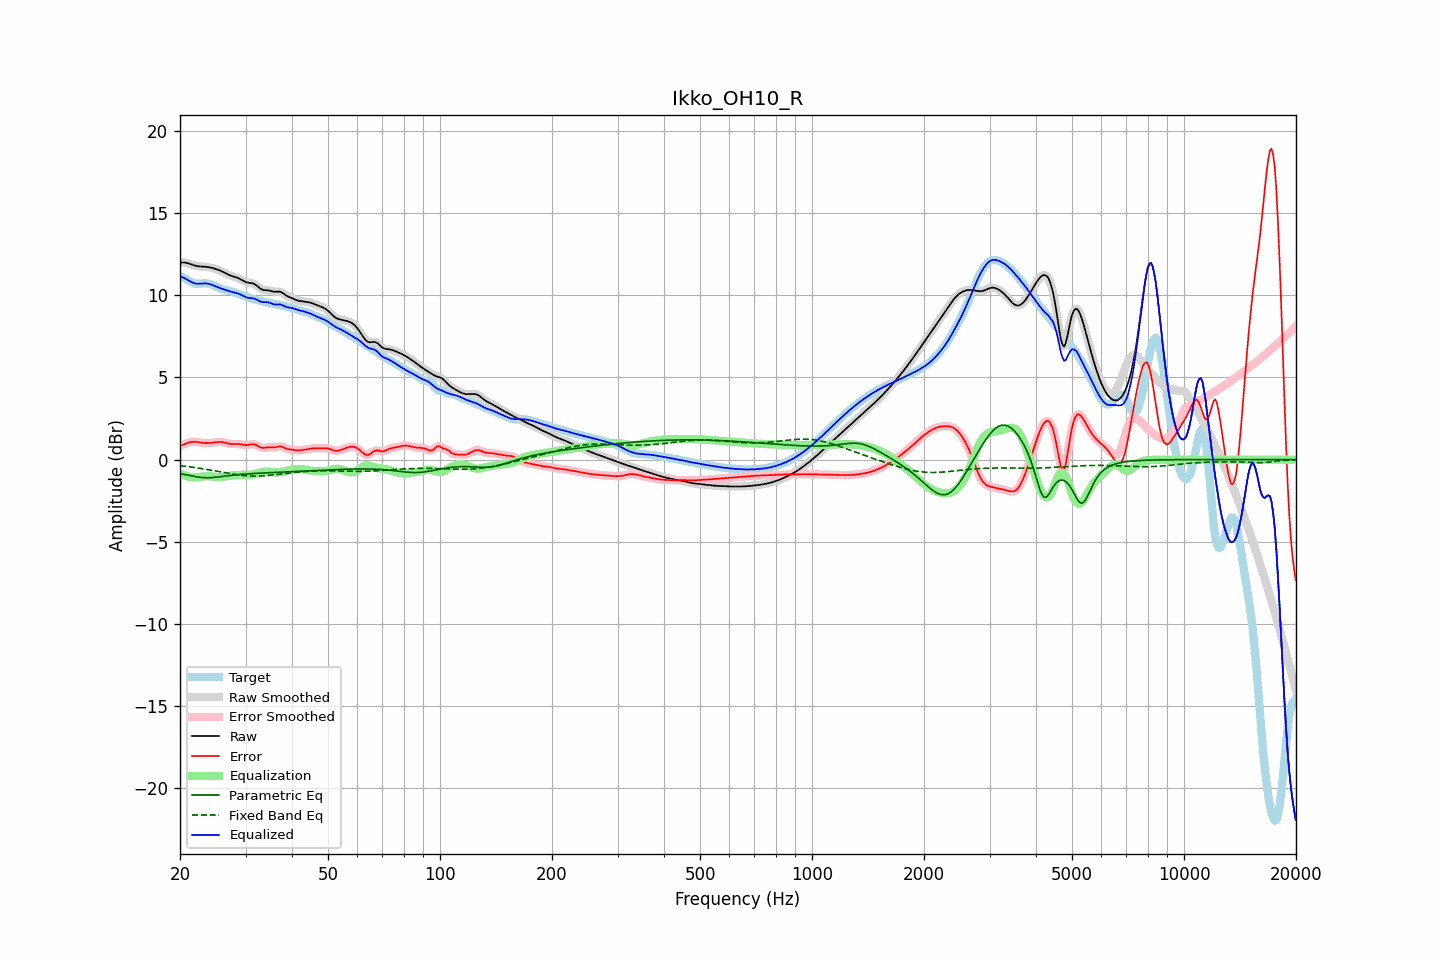 Ikko_OH10_R
Amplitude (dBr)
20
15
10
5
0
−5
−10
−15
−20
Target
Raw Smoothed
Error Smoothed
Raw
Error
Equalization
Parametric Eq
Fixed Band Eq
Equalized
20 50 100 200 500 1000 2000 5000 10000 20000
Frequency (Hz)